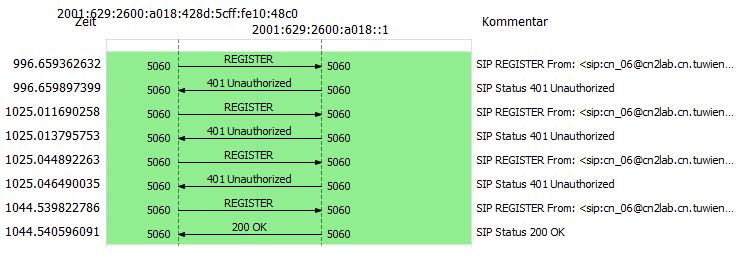 2001:629:2600:a018:428d:5cff:fe10:48c0
Zeit 2001:629:2600:a018::1 Kommentar
996.659362632 5060 REGISTER 5060 SIP REGISTER From: <sip:cn_06@cn2lab.cn.tuwien...
996.659897399 5060 401 Unauthorized 5060 SIP Status 401 Unauthorized
1025.011690258 5060 REGISTER 5060 SIP REGISTER From: <sip:cn_06@cn2lab.cn.tuwien...
1025.013795753 5060 401 Unauthorized 5060 SIP Status 401 Unauthorized
1025.044892263 5060 REGISTER 5060 SIP REGISTER From: <sip:cn_06@cn2lab.cn.tuwien...
1025.046490035 5060 401 Unauthorized 5060 SIP Status 401 Unauthorized
1044.539822786 5060 REGISTER 5060 SIP REGISTER From: <sip:cn_06@cn2lab.cn.tuwien...
1044.540596091 5060 200 OK 5060 SIP Status 200 OK